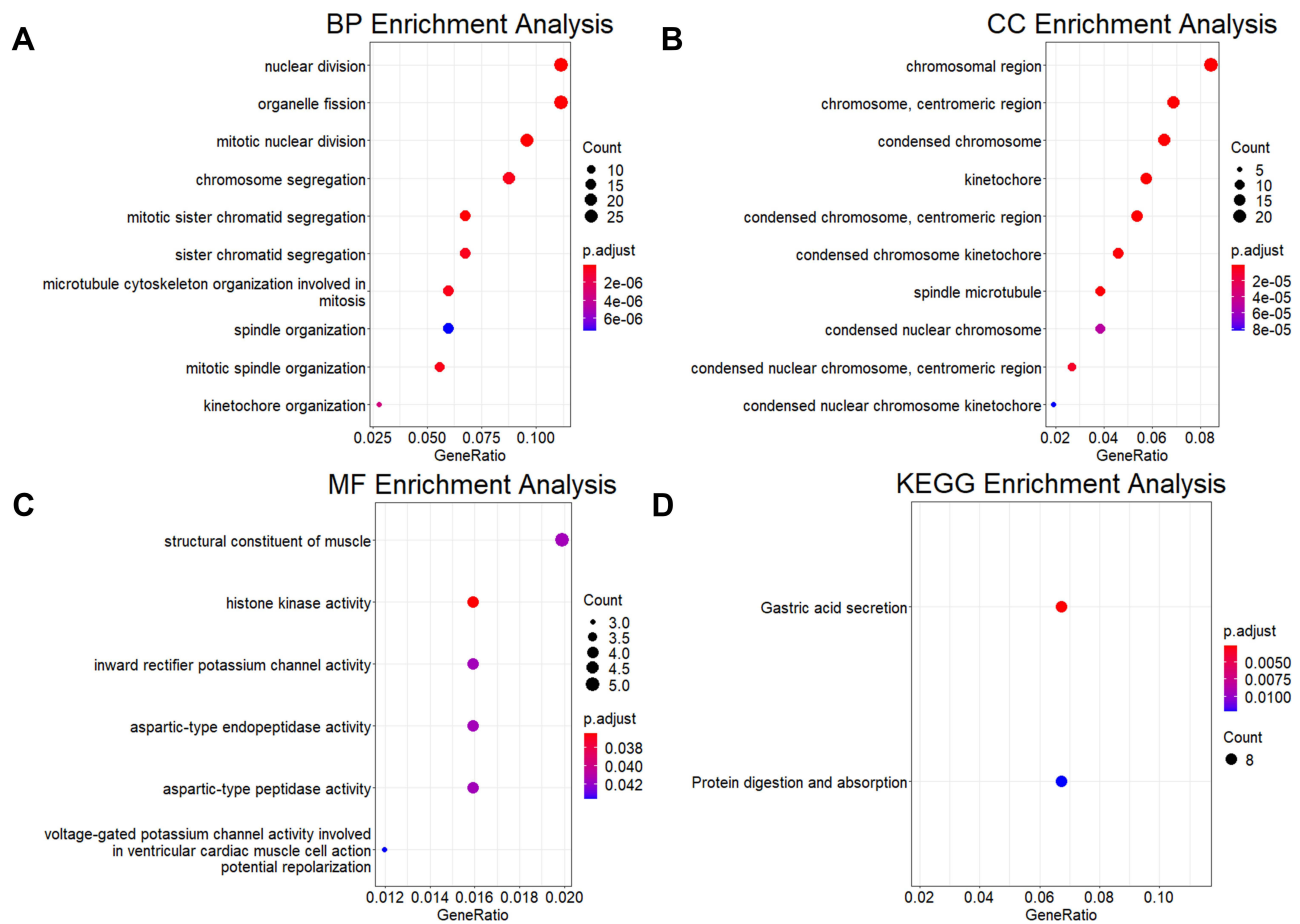 A
BP Enrichment Analysis
nuclear division
organelle fission
mitotic nuclear division
chromosome segregation
mitotic sister chromatid segregation
sister chromatid segregation
microtubule cytoskeleton organization involved in
mitosis
spindle organization
mitotic spindle organization
kinetochore organization
0.025 0.050 0.075 0.100
GeneRatio
Count
10
15
20
25
p.adjust
2e-06
4e-06
6e-06
B
CC Enrichment Analysis
chromosomal region
chromosome, centromeric region
condensed chromosome
kinetochore
condensed chromosome, centromeric region
condensed chromosome kinetochore
spindle microtubule
condensed nuclear chromosome
condensed nuclear chromosome, centromeric region
condensed nuclear chromosome kinetochore
0.02 0.04 0.06 0.08
GeneRatio
Count
5
10
15
20
p.adjust
2e-05
4e-05
6e-05
8e-05
C
MF Enrichment Analysis
structural constituent of muscle
histone kinase activity
inward rectifier potassium channel activity
aspartic-type endopeptidase activity
aspartic-type peptidase activity
voltage-gated potassium channel activity involved
in ventricular cardiac muscle cell action
potential repolarization
0.012 0.014 0.016 0.018 0.020
GeneRatio
Count
3.0
3.5
4.0
4.5
5.0
p.adjust
0.038
0.040
0.042
D
KEGG Enrichment Analysis
Gastric acid secretion
Protein digestion and absorption
0.02 0.04 0.06 0.08 0.10
GeneRatio
p.adjust
0.0050
0.0075
0.0100
Count
8